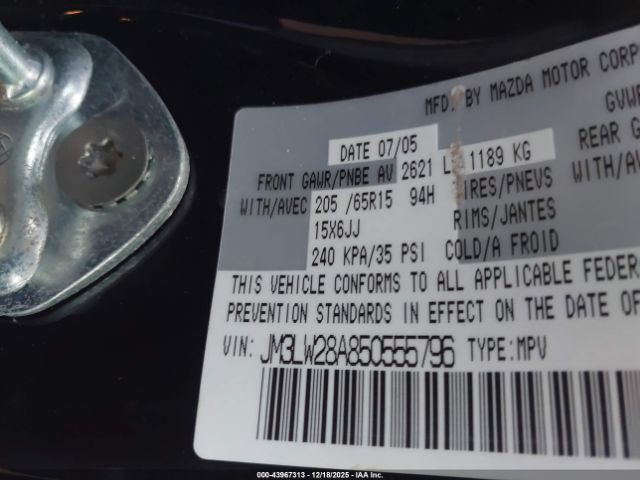 MFD. BY MAZDA MOTOR CORP
DATE 07/05 GVWR
FRONT GAWR/PNBE AV 2621 L 1189 KG REAR G
WITH/AVEC 205 /65R15 94H TIRES/PNEUS WITH/A
15X6JJ RIMS/JANTES
240 KPA/35 PSI COLD/A FROID
THIS VEHICLE CONFORMS TO ALL APPLICABLE FEDER
PREVENTION STANDARDS IN EFFECT ON THE DATE OF
VIN: JM3LW28A850555796 TYPE:MPV
000-43967313 / 12/18/2025 - IAA Inc.